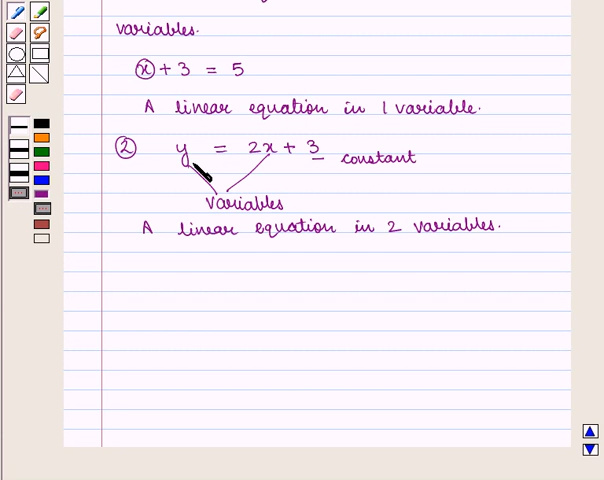 variables.
x + 3 = 5
A linear equation in 1 variable.
2 y = 2x + 3 constant
variables
A linear equation in 2 variables.